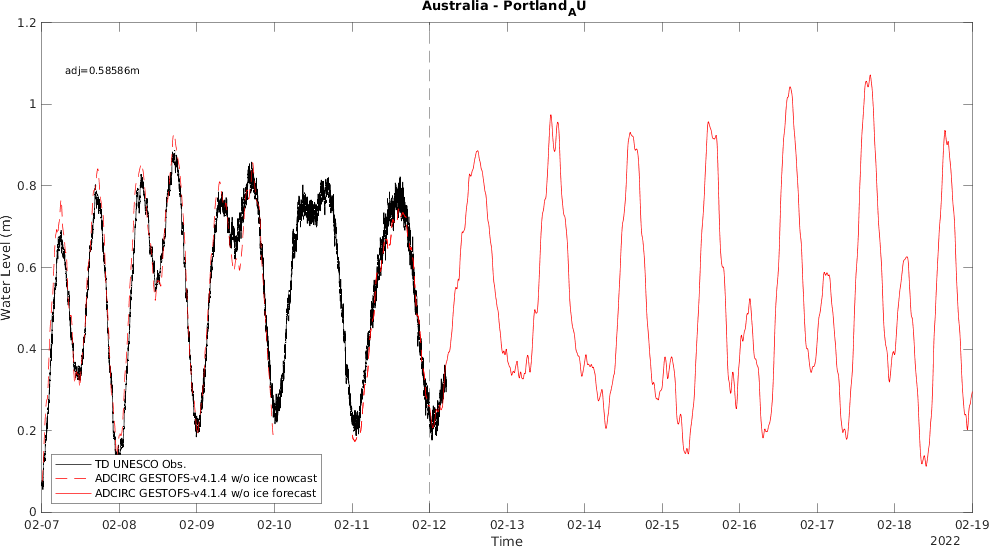 Australia - Portland_AU
adj=0.58586m
Water Level (m)
1.2
1
0.8
0.6
0.4
0.2
0
TD UNESCO Obs.
ADCIRC GESTOFS-v4.1.4 w/o ice nowcast
ADCIRC GESTOFS-v4.1.4 w/o ice forecast
02-07 02-08 02-09 02-10 02-11 02-12 02-13 02-14 02-15 02-16 02-17 02-18 02-19
Time
2022